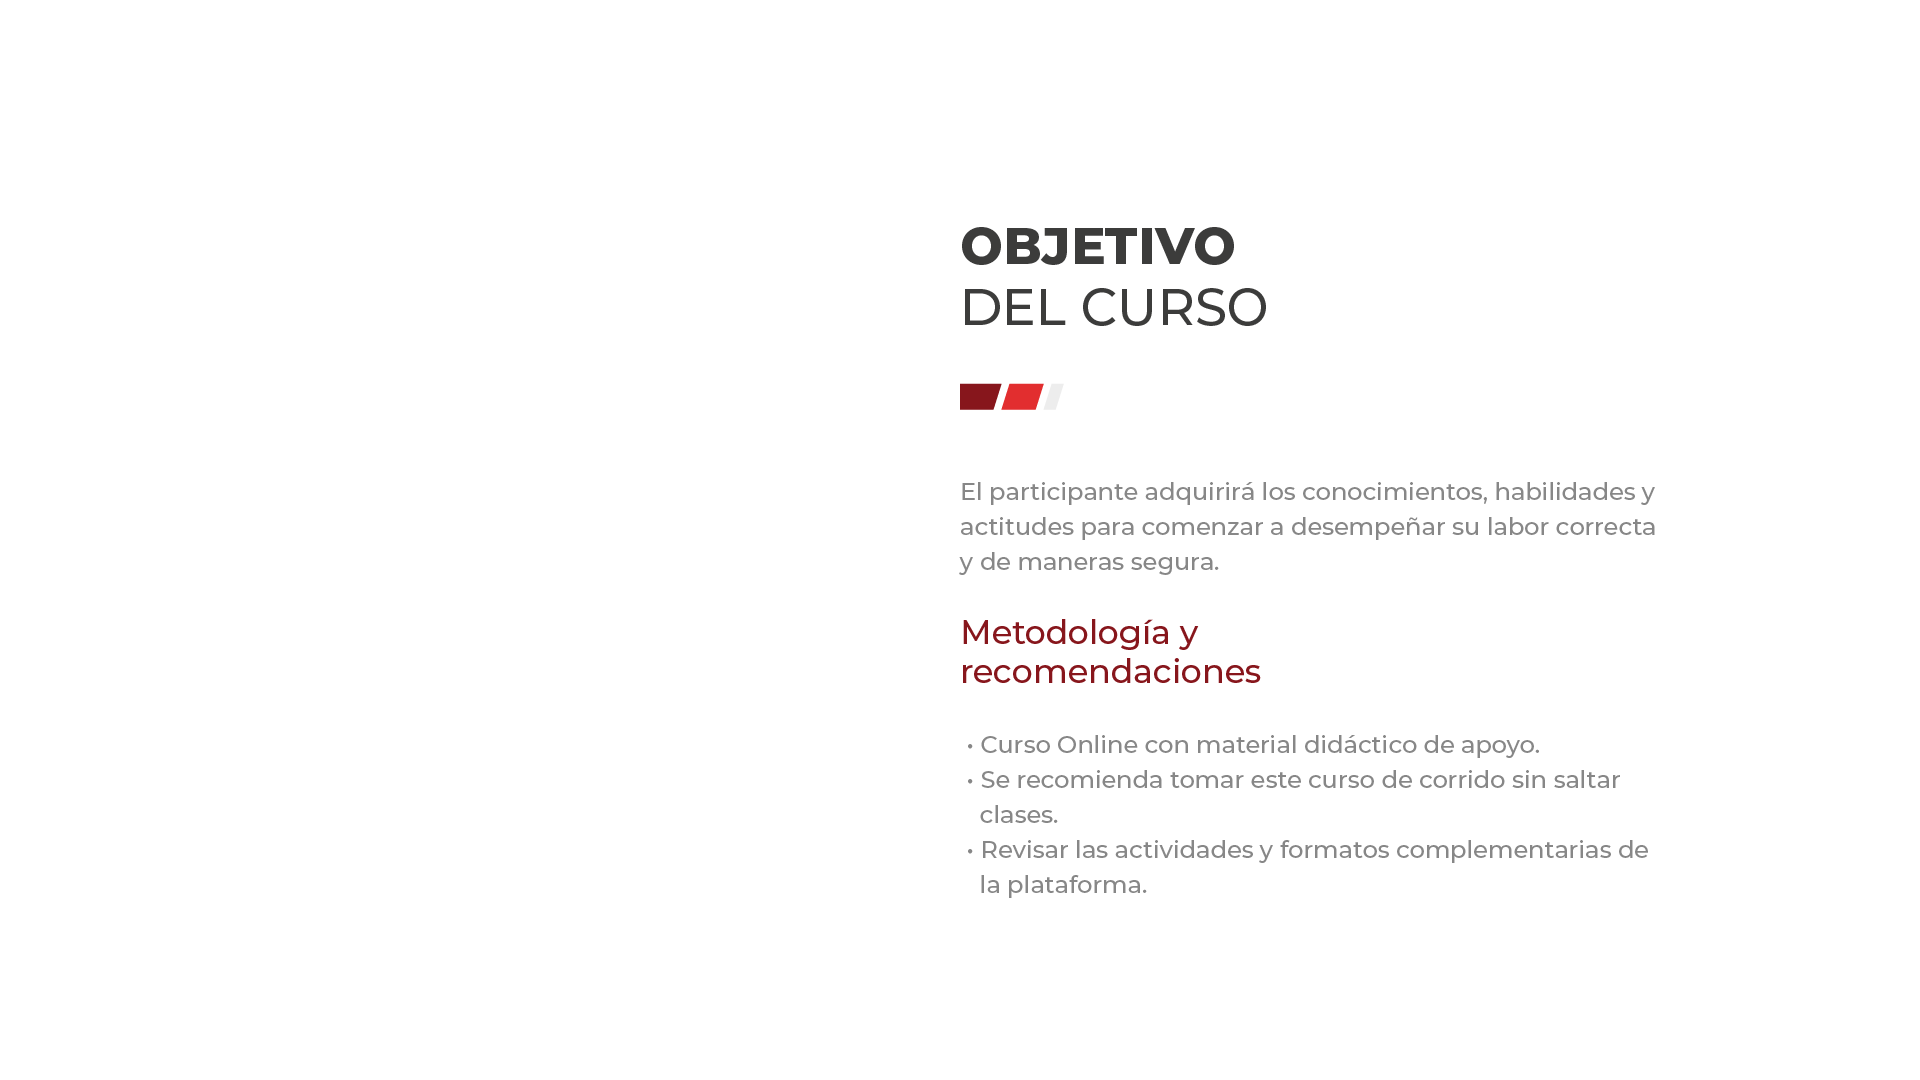 OBJETIVO
DEL CURSO
El participante adquirirá los conocimientos, habilidades y
actitudes para comenzar a desempeñar su labor correcta
y de maneras segura.
Metodología y
recomendaciones
• Curso Online con material didáctico de apoyo.
• Se recomienda tomar este curso de corrido sin saltar
clases.
• Revisar las actividades y formatos complementarias de
la plataforma.